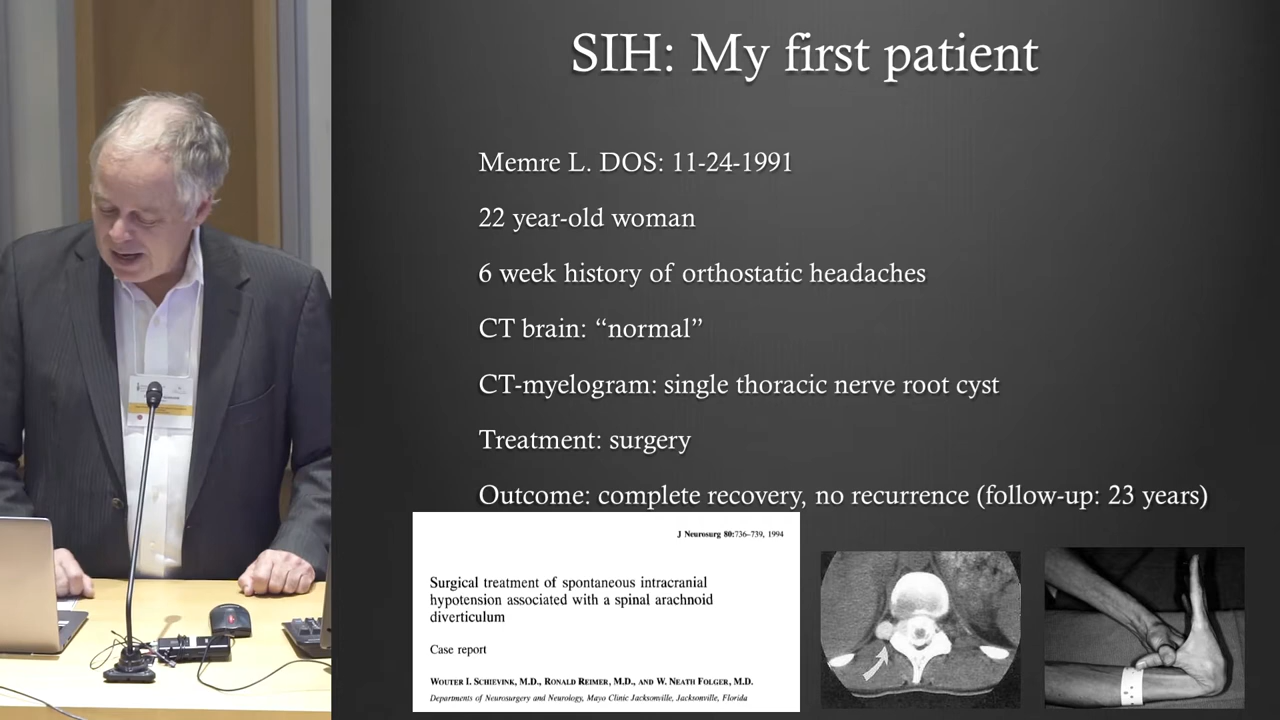 SIH: My first patient
Memre L. DOS: 11-24-1991
22 year-old woman
6 week history of orthostatic headaches
CT brain: “normal”
CT-myelogram: single thoracic nerve root cyst
Treatment: surgery
Outcome: complete recovery, no recurrence (follow-up: 23 years)
J Neurosurg 80:736–739, 1994
Surgical treatment of spontaneous intracranial
hypotension associated with a spinal arachnoid
diverticulum
Case report
WOUTER I. SCHIEVINK, M.D., RONALD REIMER, M.D., AND W. NEATH FOLGER, M.D.
Departments of Neurosurgery and Neurology, Mayo Clinic Jacksonville, Jacksonville, Florida